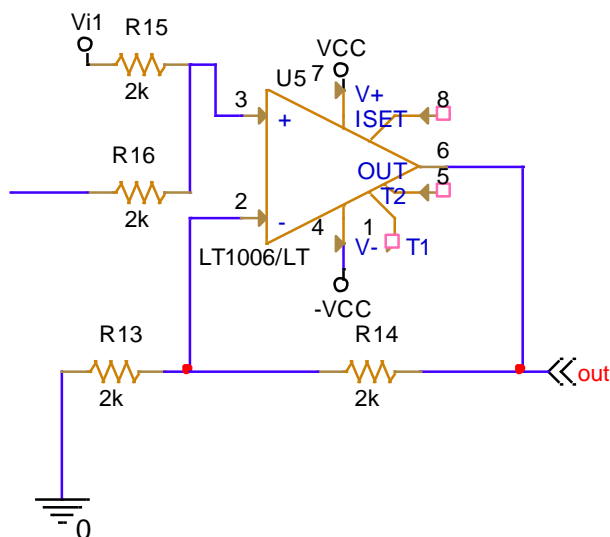 Vi1
R15
2k
R16
2k
U5
VCC
7
V+
8
ISET
3
+
6
OUT
5
T2
2
-
4
1
V-
T1
LT1006/LT
-VCC
R13
2k
R14
2k
out
0